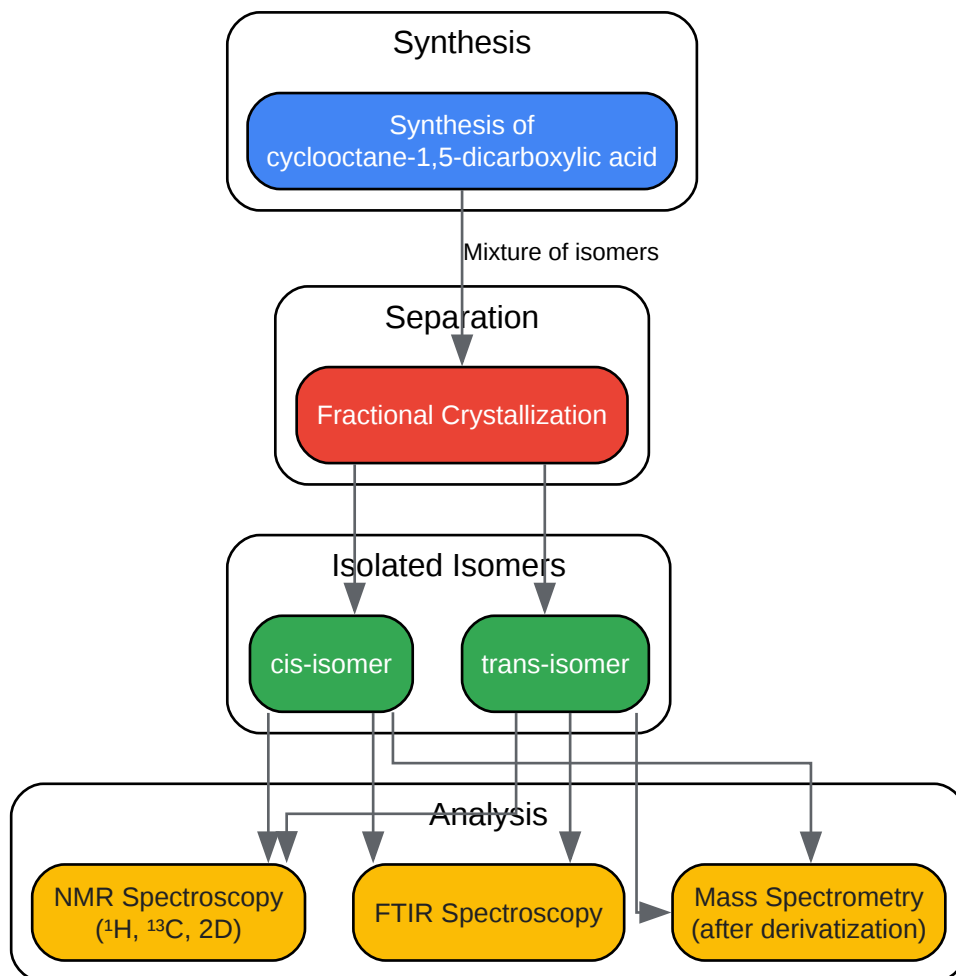 Synthesis
Synthesis of
cyclooctane-1,5-dicarboxylic acid
Mixture of isomers
Separation
Fractional Crystallization
Isolated Isomers
cis-isomer
trans-isomer
Analysis
NMR Spectroscopy
(¹H, ¹³C, 2D)
FTIR Spectroscopy
Mass Spectrometry
(after derivatization)